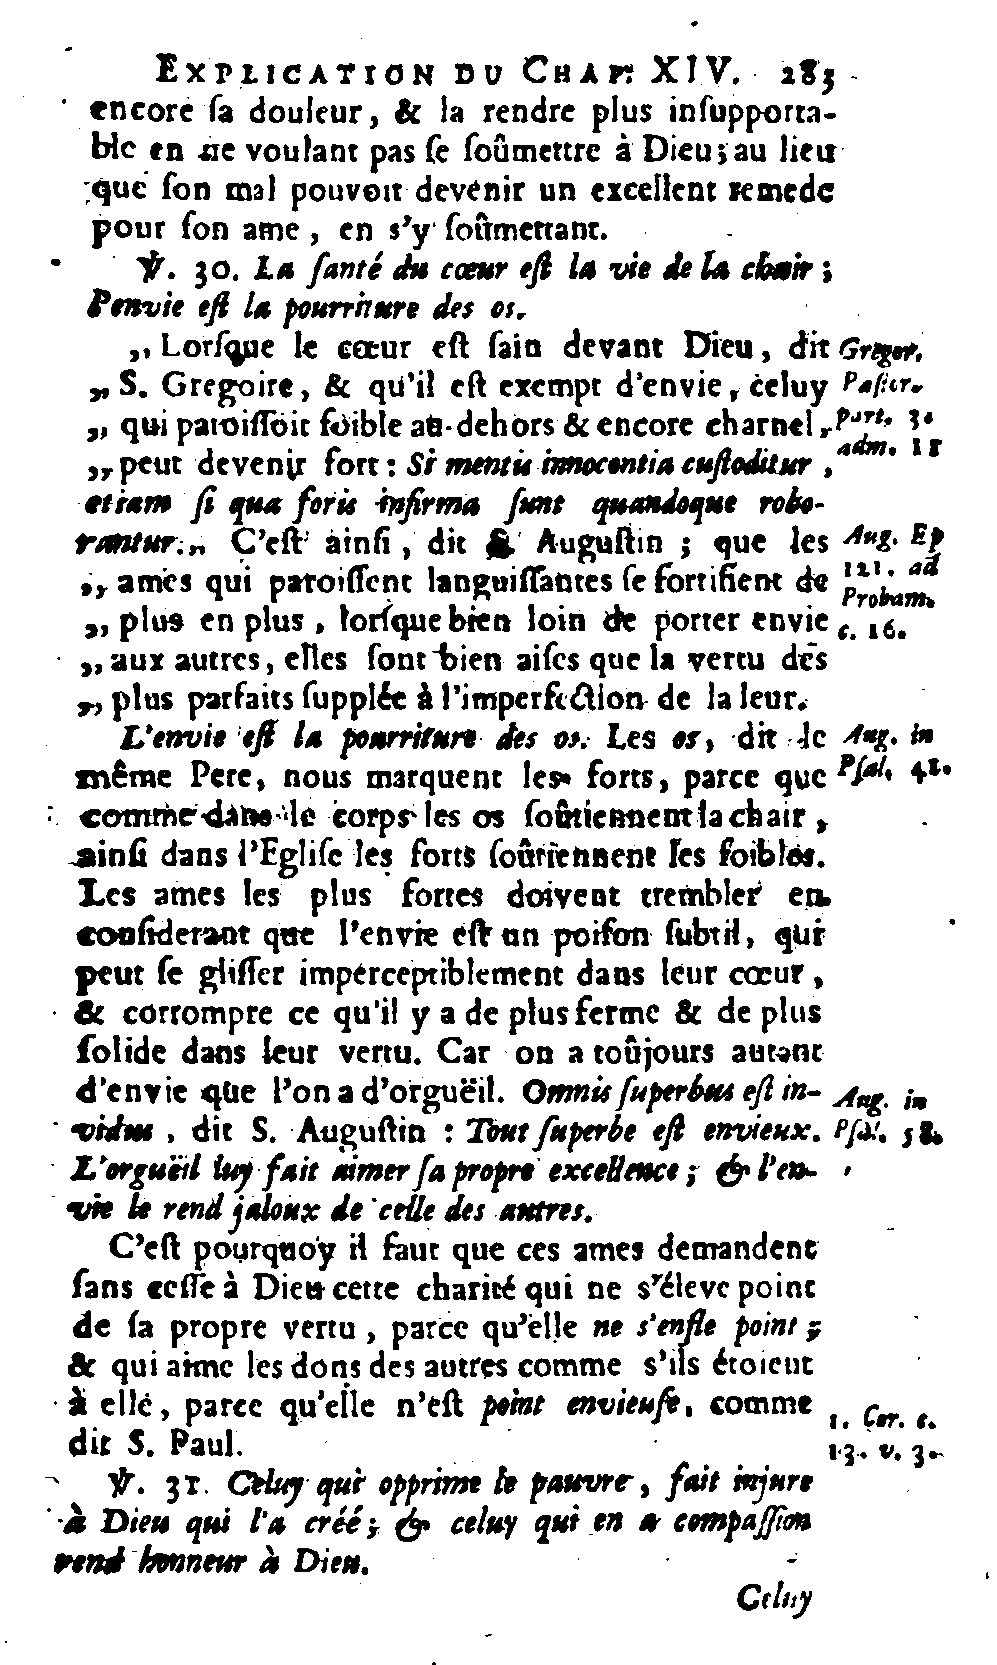 EXPLICATION DU CHAP. XIV. 283
encore ſa douleur, & la rendre plus inſupporta-
ble en ne voulant pas ſe ſoûmettre à Dieu; au lieu
que ſon mal pouvoit devenir un excellent remede
pour ſon ame, en s'y ſoûmettant.
℣. 30. La ſanté du cœur eſt la vie de la chair;
l'envie eſt la pourriture des os.
„ Lorſque le cœur eſt ſain devant Dieu, dit Gregor.
„ S. Gregoire, & qu'il eſt exempt d'envie, celuy Paſtor.
„ qui paroiſſoit foible au-dehors & encore charnel, Part. 3.
„ peut devenir fort: Si mentis innocentia cuſtoditur, adm. 11
etiam ſi qua foris infirma ſunt quandoque robo-
rantur. „ C'eſt ainſi, dit S. Auguſtin; que les Aug. Ep
„ ames qui paroiſſent languiſſantes ſe fortifient de 121. ad
„ plus en plus, lorſque bien loin de porter envie Probam.
c. 16.
„ aux autres, elles ſont bien aiſes que la vertu des
„ plus parfaits ſupplée à l'imperfection de la leur.
L'envie eſt la pourriture des os. Les os, dit le Aug. in
même Pere, nous marquent les forts, parce que Pſal. 41.
comme dans le corps les os ſoûtiennent la chair,
ainſi dans l'Egliſe les forts ſoûtiennent les foibles.
Les ames les plus fortes doivent trembler en
conſiderant que l'envie eſt un poiſon ſubtil, qui
peut ſe gliſſer imperceptiblement dans leur cœur,
& corrompre ce qu'il y a de plus ferme & de plus
ſolide dans leur vertu. Car on a toûjours autant
d'envie que l'on a d'orguëil. Omnis ſuperbus eſt in- Aug. in
vidus, dit S. Auguſtin: Tout ſuperbe eſt envieux. Pſal. 58.
L'orguëil luy fait aimer ſa propre excellence; & l'en-
vie le rend jaloux de celle des autres.
C'eſt pourquoy il faut que ces ames demandent
ſans ceſſe à Dieu cette charité qui ne s'éleve point
de ſa propre vertu, parce qu'elle ne s'enfle point;
& qui aime les dons des autres comme s'ils étoient
à elle, parce qu'elle n'eſt point envieuſe, comme 1. Cor. c.
dit S. Paul. 13. v. 3.
℣. 31. Celuy qui opprime le pauvre, fait injure
à Dieu qui l'a créé; & celuy qui en a compaſſion
rend honneur à Dieu.
Celuy